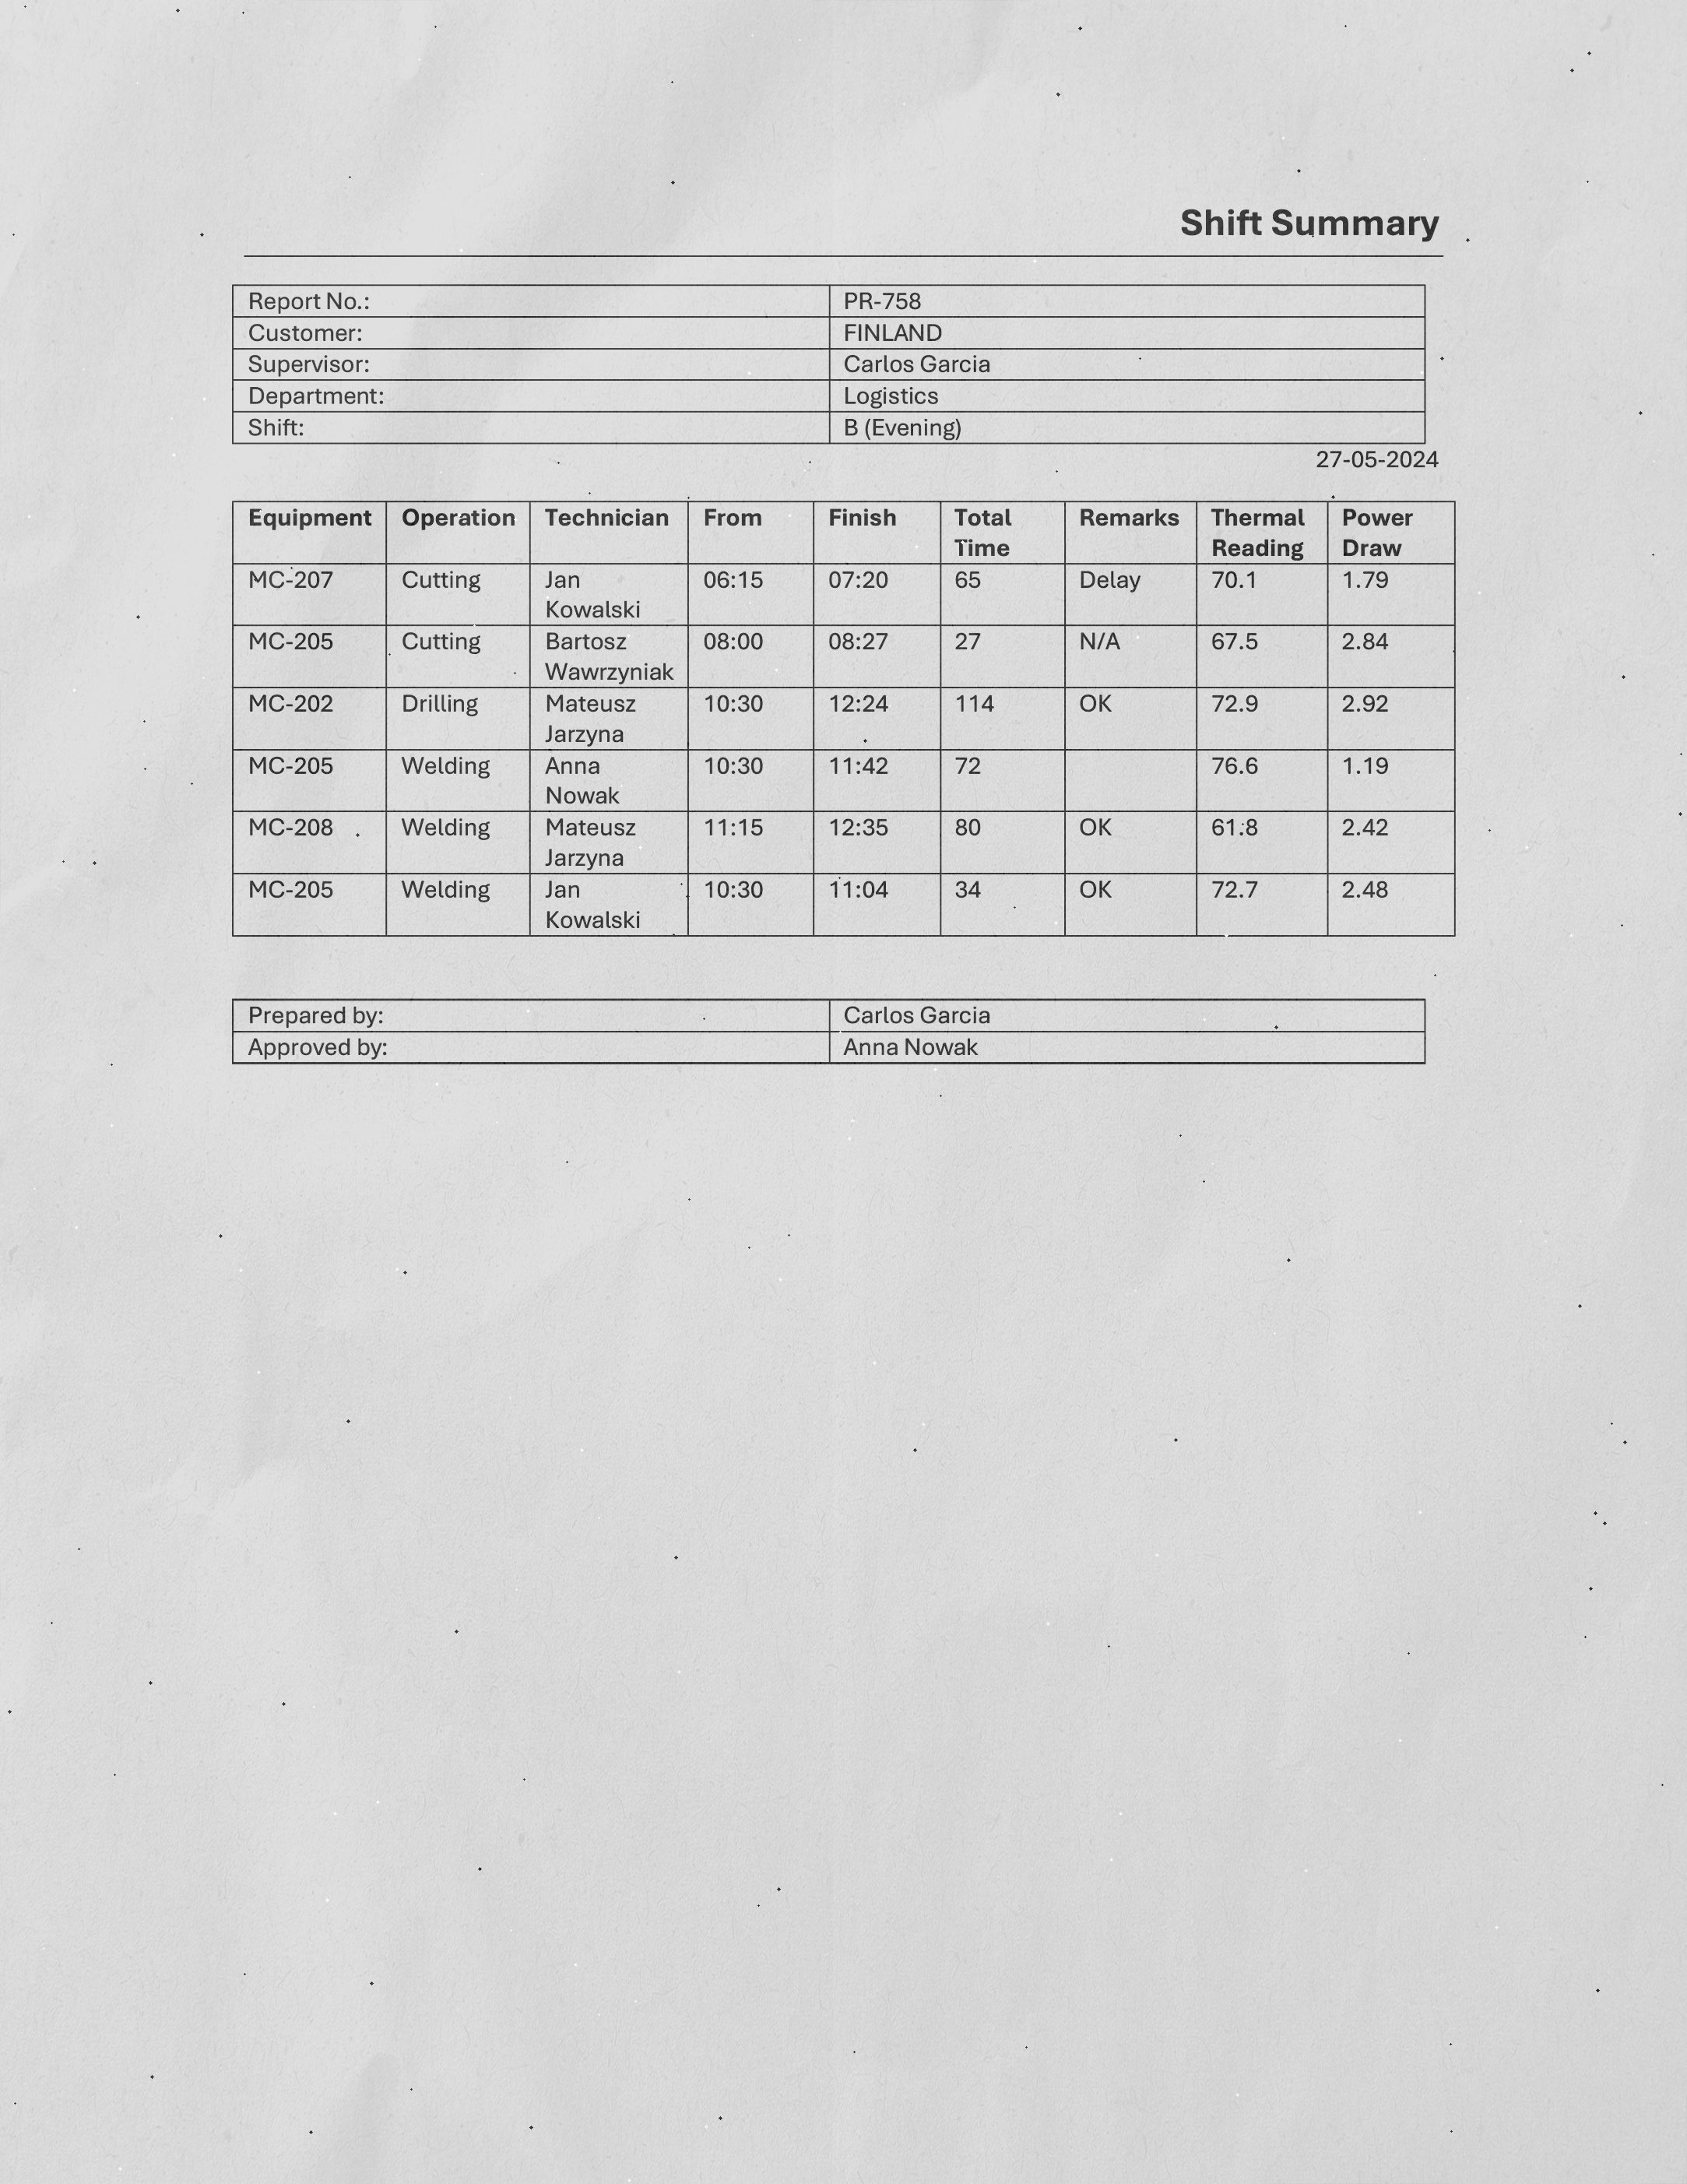 Shift Summary
Report No.: PR-758
Customer: FINLAND
Supervisor: Carlos Garcia
Department: Logistics
Shift: B (Evening)
27-05-2024
Equipment Operation Technician From Finish Total Time Remarks Thermal Reading Power Draw
MC-207 Cutting Jan Kowalski 06:15 07:20 65 Delay 70.1 1.79
MC-205 Cutting Bartosz Wawrzyniak 08:00 08:27 27 N/A 67.5 2.84
MC-202 Drilling Mateusz Jarzyna 10:30 12:24 114 OK 72.9 2.92
MC-205 Welding Anna Nowak 10:30 11:42 72 76.6 1.19
MC-208 Welding Mateusz Jarzyna 11:15 12:35 80 OK 61.8 2.42
MC-205 Welding Jan Kowalski 10:30 11:04 34 OK 72.7 2.48
Prepared by: Carlos Garcia
Approved by: Anna Nowak